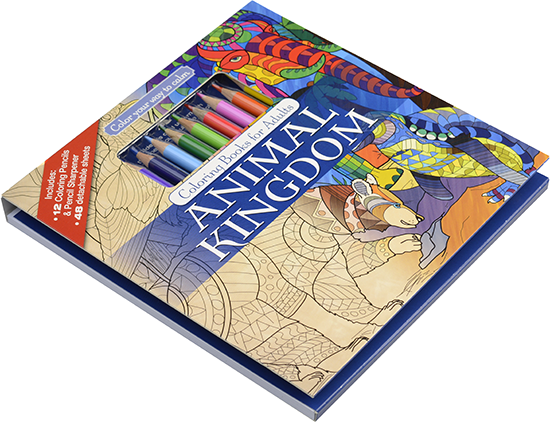 Color your way to calm
Includes:
• 12 Coloring Pencils
& Pencil Sharpener
• 48 detachable sheets
Coloring Books for Adults
ANIMAL
KINGDOM